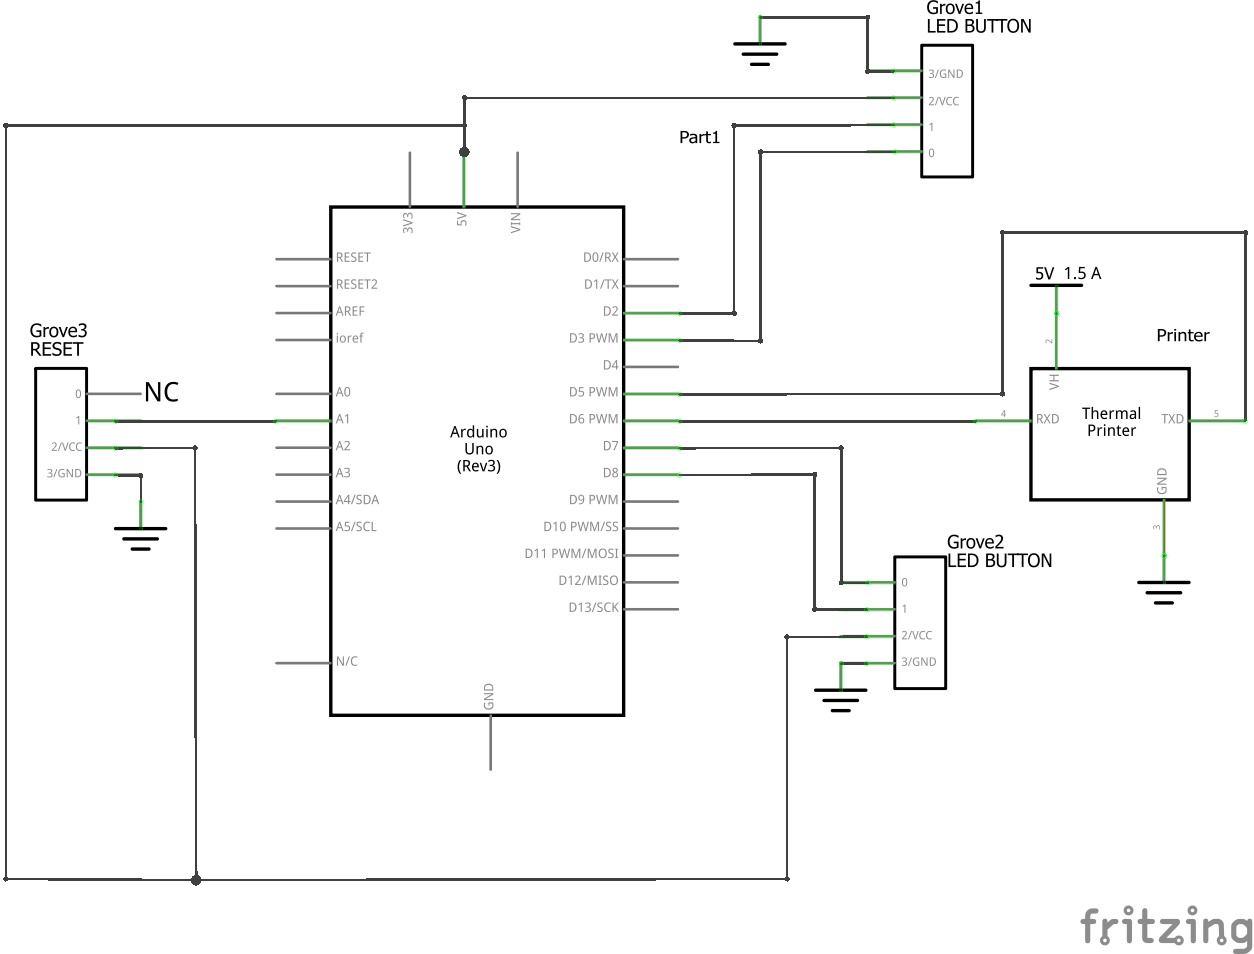 Grove1
LED BUTTON
3/GND
2/VCC
1
0
Part1
3V3
5V
VIN
RESET
RESET2
AREF
ioref
A0
A1
A2
A3
A4/SDA
A5/SCL
N/C
D0/RX
D1/TX
D2
D3 PWM
D4
D5 PWM
D6 PWM
D7
D8
D9 PWM
D10 PWM/SS
D11 PWM/MOSI
D12/MISO
D13/SCK
GND
Arduino
Uno
(Rev3)
Grove3
RESET
0
1
2/VCC
3/GND
NC
5V 1.5 A
2
VH
Printer
Thermal
Printer
4
RXD
TXD
5
GND
3
Grove2
LED BUTTON
0
1
2/VCC
3/GND
fritzing